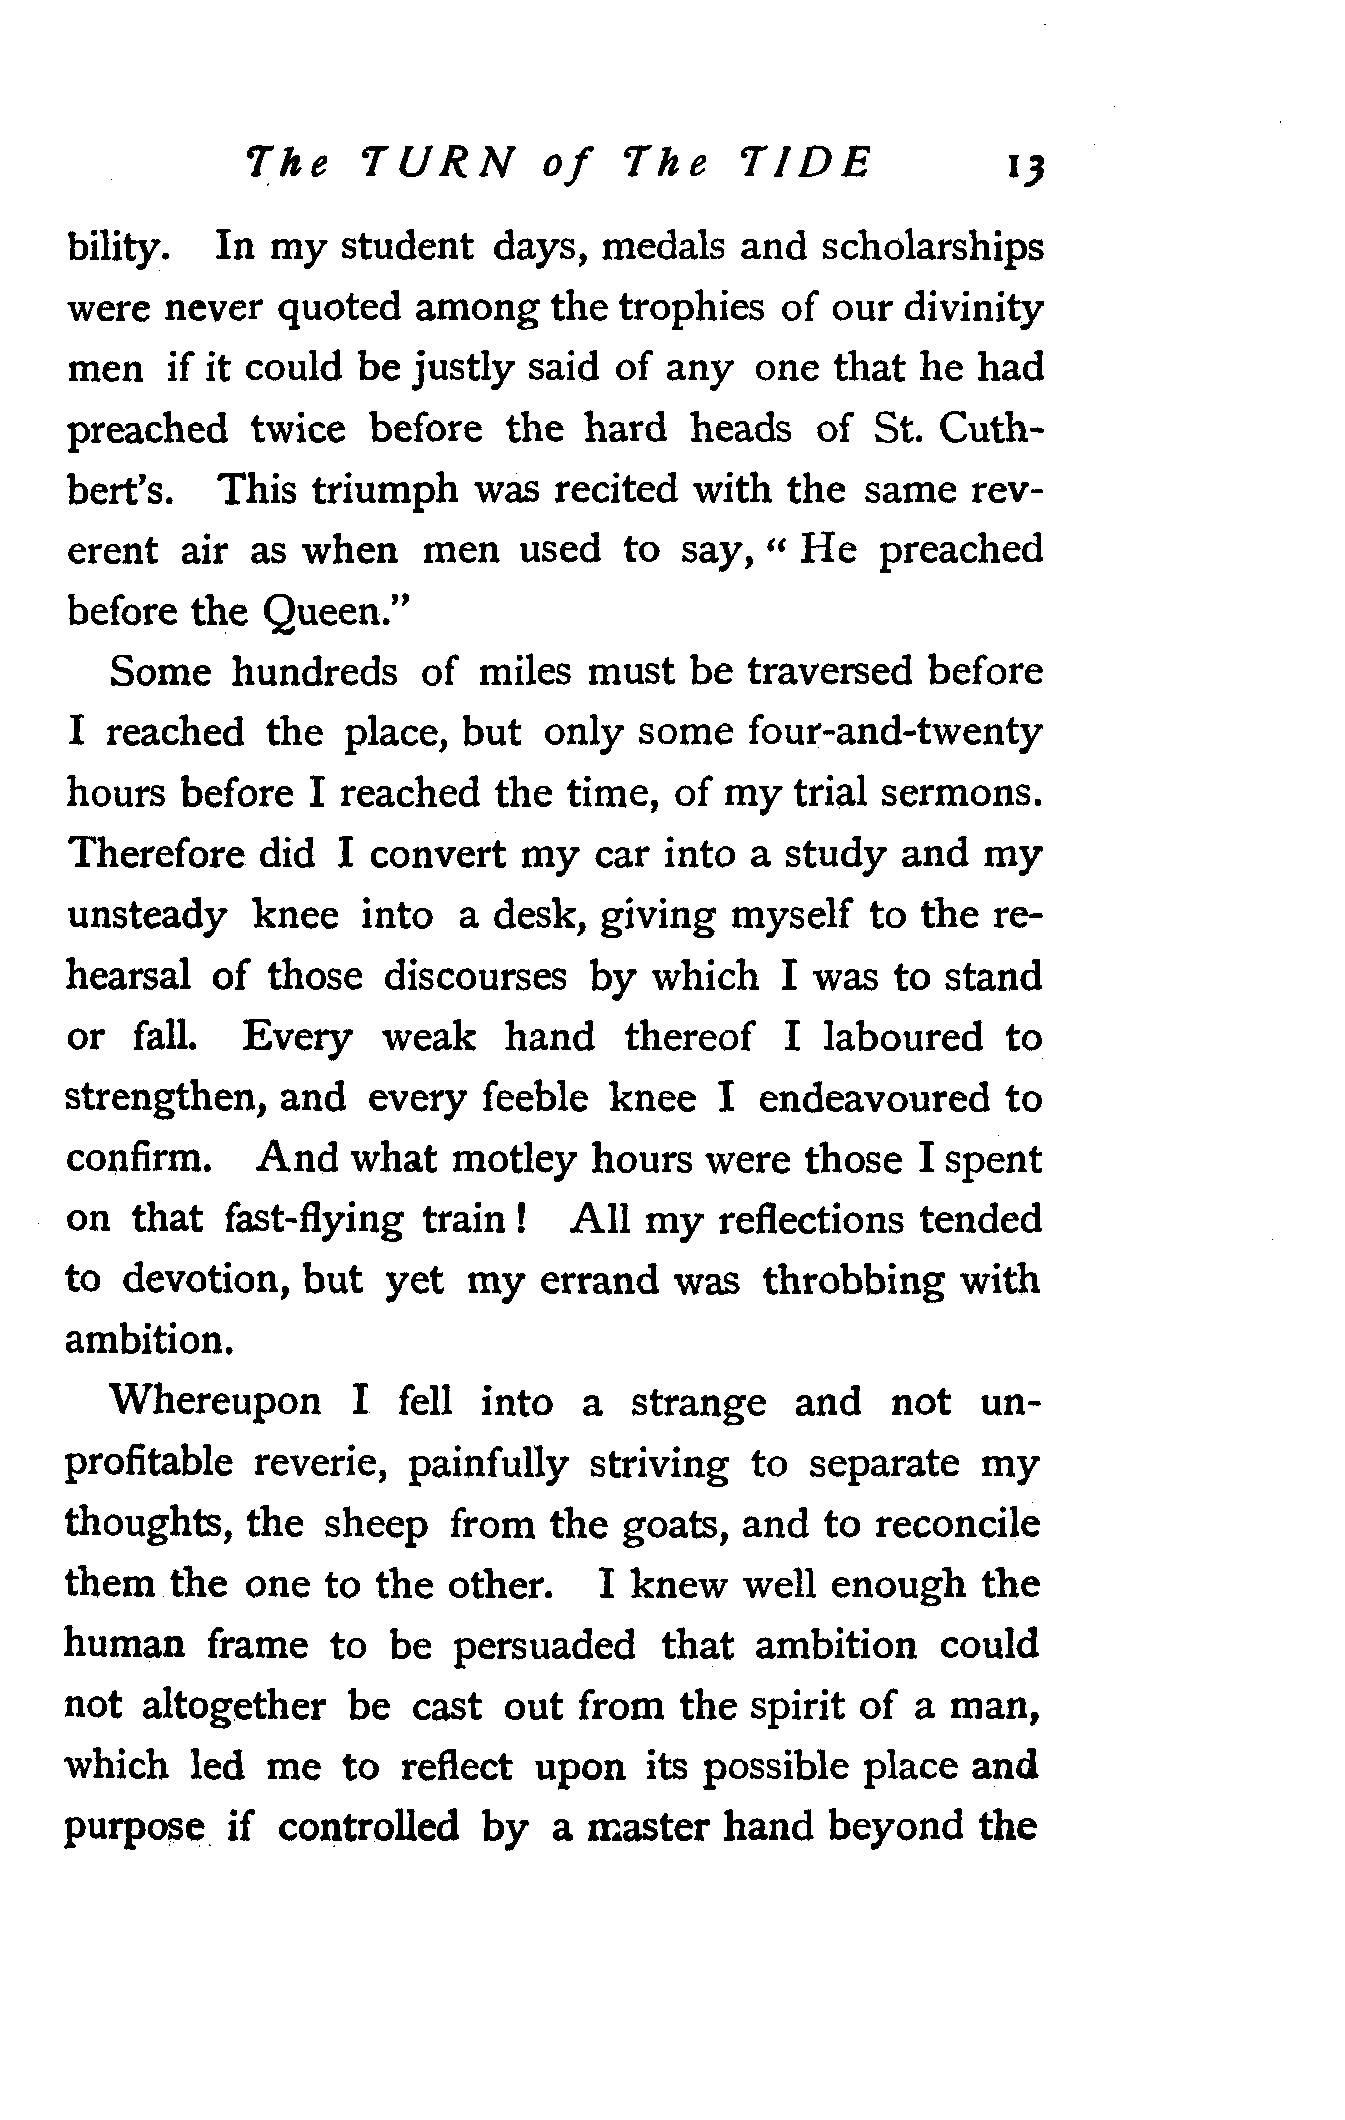 The TURN of The TIDE 13
bility. In my student days, medals and scholarships
were never quoted among the trophies of our divinity
men if it could be justly said of any one that he had
preached twice before the hard heads of St. Cuth-
bert's. This triumph was recited with the same rev-
erent air as when men used to say, “ He preached
before the Queen.”
Some hundreds of miles must be traversed before
I reached the place, but only some four-and-twenty
hours before I reached the time, of my trial sermons.
Therefore did I convert my car into a study and my
unsteady knee into a desk, giving myself to the re-
hearsal of those discourses by which I was to stand
or fall. Every weak hand thereof I laboured to
strengthen, and every feeble knee I endeavoured to
confirm. And what motley hours were those I spent
on that fast-flying train ! All my reflections tended
to devotion, but yet my errand was throbbing with
ambition.
Whereupon I fell into a strange and not un-
profitable reverie, painfully striving to separate my
thoughts, the sheep from the goats, and to reconcile
them the one to the other. I knew well enough the
human frame to be persuaded that ambition could
not altogether be cast out from the spirit of a man,
which led me to reflect upon its possible place and
purpose if controlled by a master hand beyond the